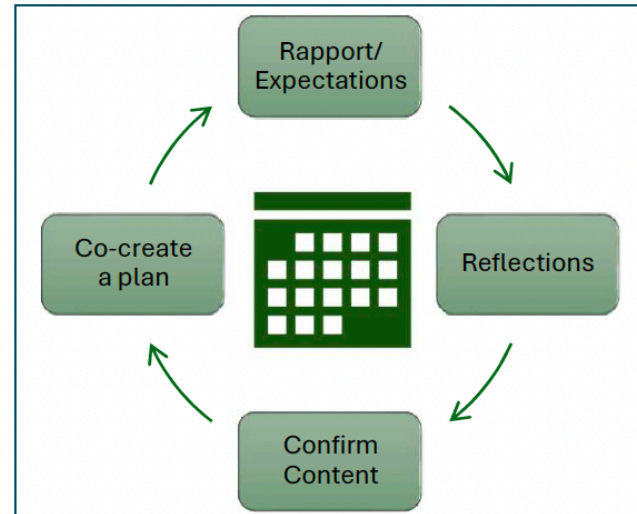 Rapport/
Expectations
Reflections
Confirm
Content
Co-create
a plan